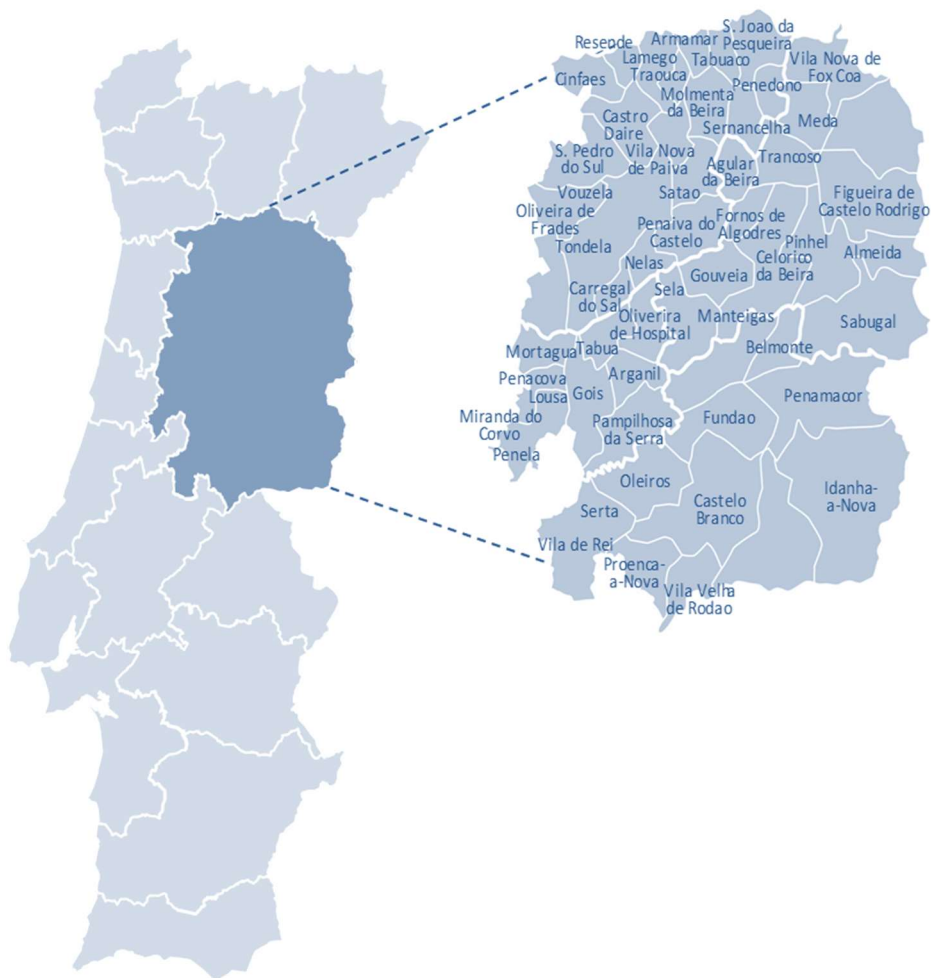 S. Joao da
Pesqueira
Armamar
Resende
Lamego
Tabuaco
Vila Nova de
Fox Coa
Cinfaes
Traouca
Penedono
Molmenta
da Beira
Castro
Daire
Sernancelha
Meda
S. Pedro
do Sul
Vila Nova
de Paiva
Agular
da Beira
Trancoso
Vouzela
Satao
Figueira de
Castelo Rodrigo
Oliveira de
Frades
Penaiva do
Castelo
Fornos de
Algodres
Tondela
Pinhel
Celorico
da Beira
Almeida
Nelas
Gouveia
Carregal
do Sal
Sela
Oliverira
de Hospital
Manteigas
Sabugal
Mortagua
Tabua
Belmonte
Penacova
Arganil
Lousa
Gois
Penamacor
Miranda do
Corvo
Pampilhosa
da Serra
Fundao
Penela
Oleiros
Idanha-
a-Nova
Serta
Castelo
Branco
Vila de Rei
Proenca-
a-Nova
Vila Velha
de Rodao